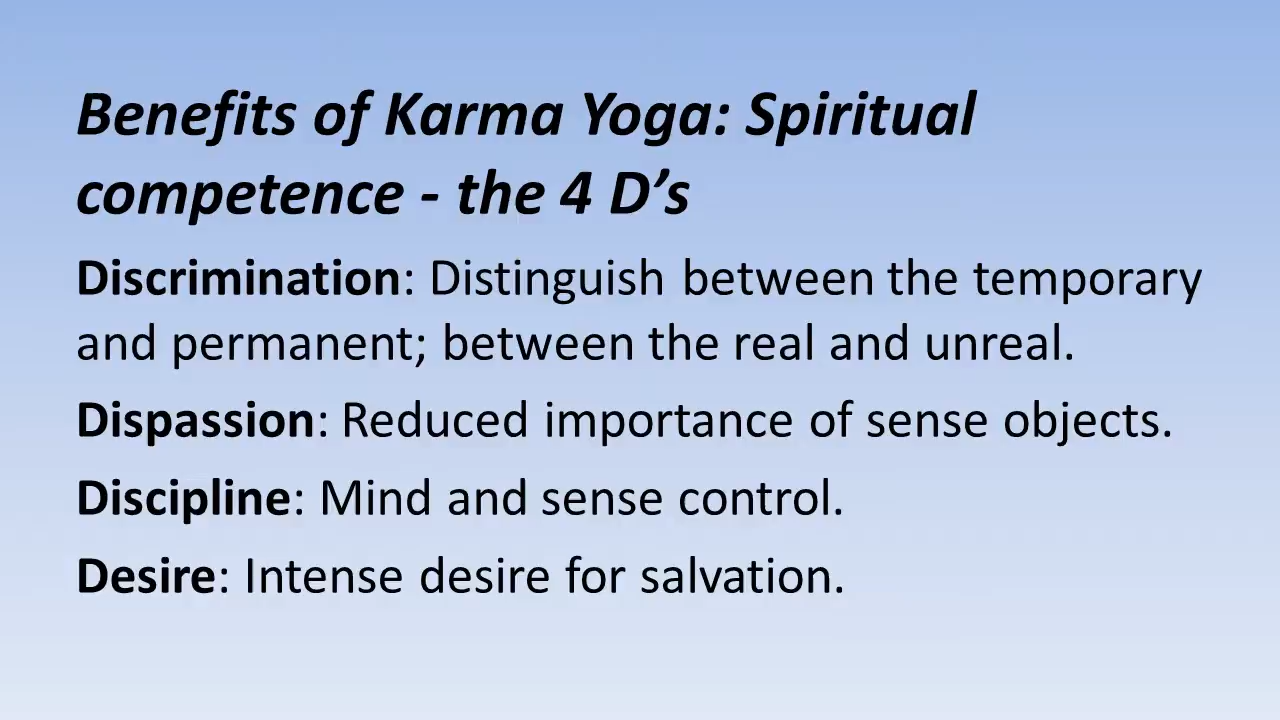 Benefits of Karma Yoga: Spiritual
competence - the 4 D’s
Discrimination: Distinguish between the temporary
and permanent; between the real and unreal.
Dispassion: Reduced importance of sense objects.
Discipline: Mind and sense control.
Desire: Intense desire for salvation.